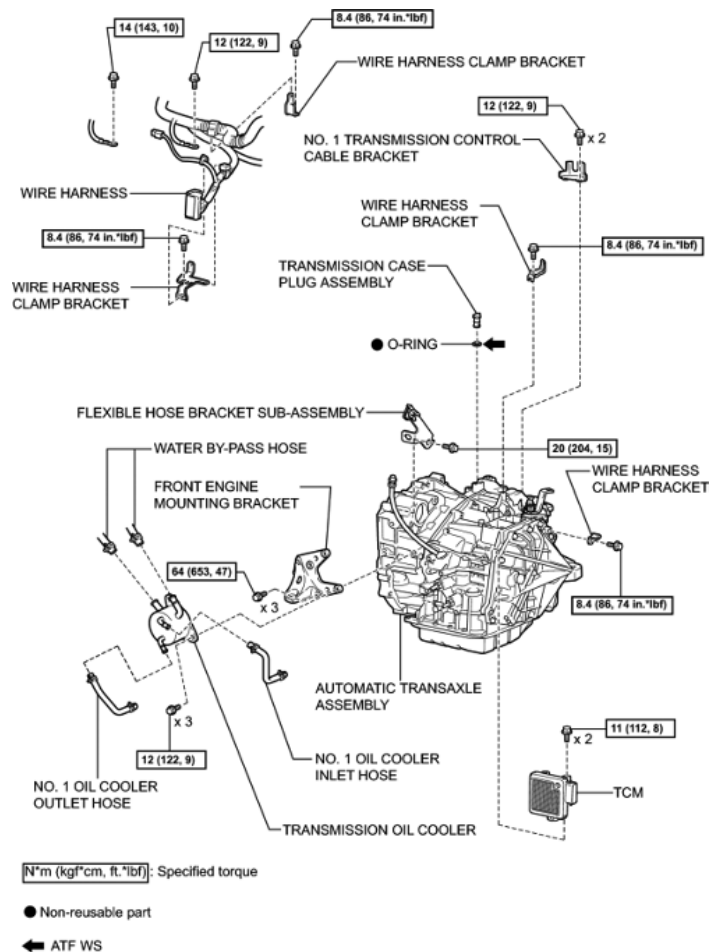 14 (143, 10)
12 (122, 9)
8.4 (86, 74 in.*lbf)
WIRE HARNESS CLAMP BRACKET
12 (122, 9)
x 2
NO. 1 TRANSMISSION CONTROL
CABLE BRACKET
WIRE HARNESS
WIRE HARNESS
CLAMP BRACKET
8.4 (86, 74 in.*lbf)
8.4 (86, 74 in.*lbf)
TRANSMISSION CASE
PLUG ASSEMBLY
WIRE HARNESS
CLAMP BRACKET
O-RING
FLEXIBLE HOSE BRACKET SUB-ASSEMBLY
20 (204, 15)
WATER BY-PASS HOSE
WIRE HARNESS
CLAMP BRACKET
FRONT ENGINE
MOUNTING BRACKET
64 (653, 47)
x 3
8.4 (86, 74 in.*lbf)
AUTOMATIC TRANSAXLE
ASSEMBLY
x 3
11 (112, 8)
x 2
12 (122, 9)
NO. 1 OIL COOLER
INLET HOSE
NO. 1 OIL COOLER
OUTLET HOSE
TCM
TRANSMISSION OIL COOLER
N*m (kgf*cm, ft.*lbf) : Specified torque
Non-reusable part
ATF WS